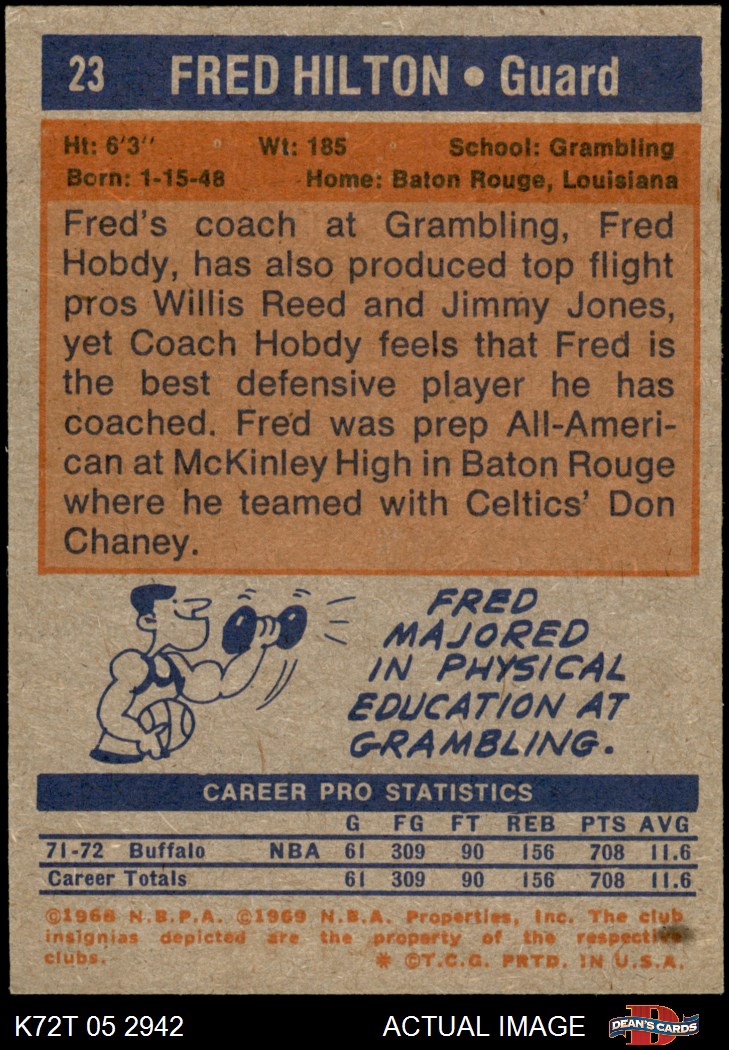 23 FRED HILTON • Guard
Ht: 6'3'' Wt: 185 School: Grambling
Born: 1-15-48 Home: Baton Rouge, Louisiana
Fred's coach at Grambling, Fred
Hobdy, has also produced top flight
pros Willis Reed and Jimmy Jones,
yet Coach Hobdy feels that Fred is
the best defensive player he has
coached. Fred was prep All-Ameri-
can at McKinley High in Baton Rouge
where he teamed with Celtics' Don
Chaney.
FRED
MAJORED
IN PHYSICAL
EDUCATION AT
GRAMBLING.
CAREER PRO STATISTICS
G FG FT REB PTS AVG
71-72 Buffalo NBA 61 309 90 156 708 11.6
Career Totals 61 309 90 156 708 11.6
©1968 N.B.P.A. ©1969 N.B.A. Properties, Inc. The club
insignias depicted are the property of the respective
clubs. * ©T.C.G. PRTD. IN U.S.A.
K72T 05 2942 ACTUAL IMAGE DEAN'S CARDS